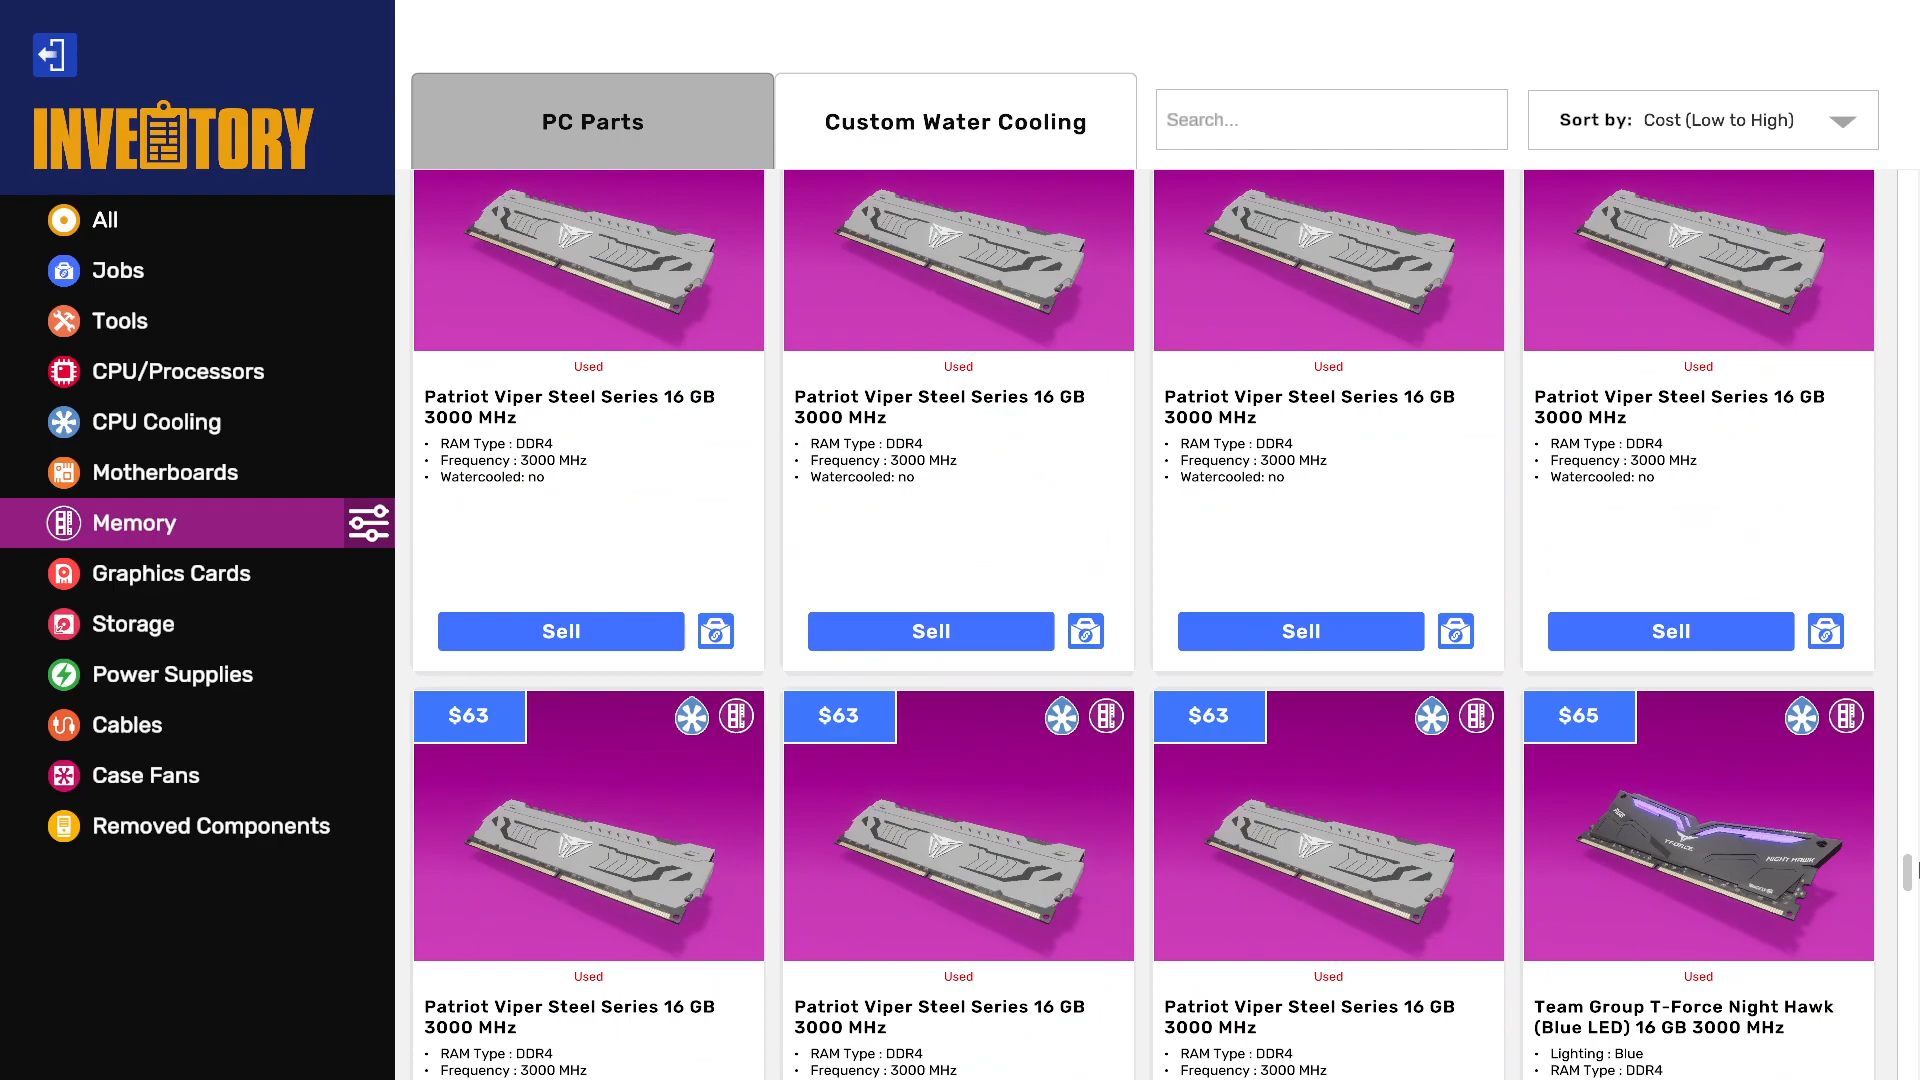 INVENTORY
PC Parts
Custom Water Cooling
Search...
Sort by: Cost (Low to High)
All
Jobs
Tools
CPU/Processors
CPU Cooling
Motherboards
Memory
Graphics Cards
Storage
Power Supplies
Cables
Case Fans
Removed Components
Used
Patriot Viper Steel Series 16 GB
3000 MHz
• RAM Type : DDR4
• Frequency : 3000 MHz
• Watercooled: no
Sell
Used
Patriot Viper Steel Series 16 GB
3000 MHz
• RAM Type : DDR4
• Frequency : 3000 MHz
• Watercooled: no
Sell
Used
Patriot Viper Steel Series 16 GB
3000 MHz
• RAM Type : DDR4
• Frequency : 3000 MHz
• Watercooled: no
Sell
Used
Patriot Viper Steel Series 16 GB
3000 MHz
• RAM Type : DDR4
• Frequency : 3000 MHz
• Watercooled: no
Sell
$63
Used
Patriot Viper Steel Series 16 GB
3000 MHz
• RAM Type : DDR4
• Frequency : 3000 MHz
$63
Used
Patriot Viper Steel Series 16 GB
3000 MHz
• RAM Type : DDR4
• Frequency : 3000 MHz
$63
Used
Patriot Viper Steel Series 16 GB
3000 MHz
• RAM Type : DDR4
• Frequency : 3000 MHz
$65
T-FORCE
NIGHT HAWK
Used
Team Group T-Force Night Hawk
(Blue LED) 16 GB 3000 MHz
• Lighting : Blue
• RAM Type : DDR4